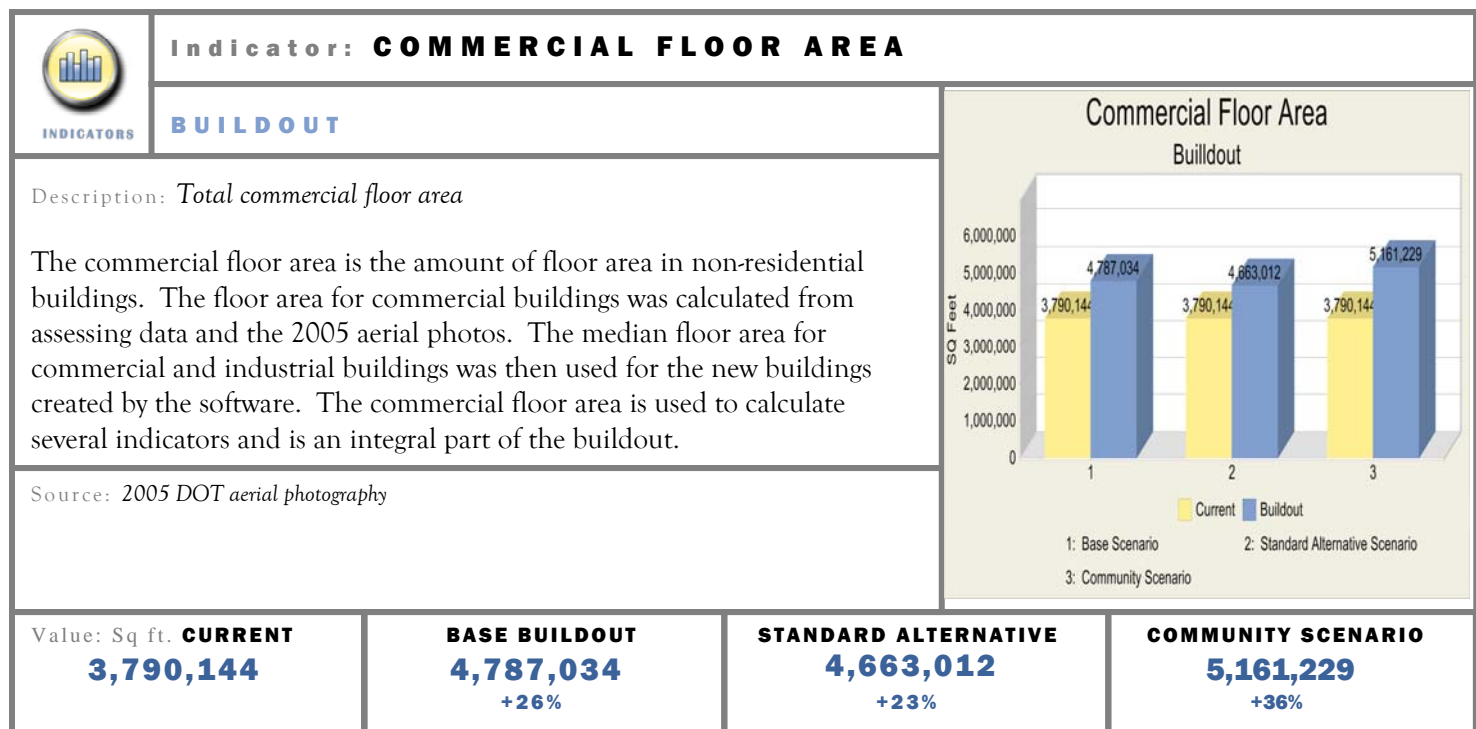 Indicator: COMMERCIAL FLOOR AREA
INDICATORS
BUILDOUT
Description: Total commercial floor area
The commercial floor area is the amount of floor area in non-residential
buildings. The floor area for commercial buildings was calculated from
assessing data and the 2005 aerial photos. The median floor area for
commercial and industrial buildings was then used for the new buildings
created by the software. The commercial floor area is used to calculate
several indicators and is an integral part of the buildout.
Source: 2005 DOT aerial photography
Commercial Floor Area
Builldout
SQ Feet
6,000,000
5,000,000
4,000,000
3,000,000
2,000,000
1,000,000
0
3,790,144
4,787,034
3,790,144
4,663,012
3,790,144
5,161,229
1
2
3
Current Buildout
1: Base Scenario 2: Standard Alternative Scenario
3: Community Scenario
Value: Sq ft. CURRENT
3,790,144
BASE BUILDOUT
4,787,034
+26%
STANDARD ALTERNATIVE
4,663,012
+23%
COMMUNITY SCENARIO
5,161,229
+36%